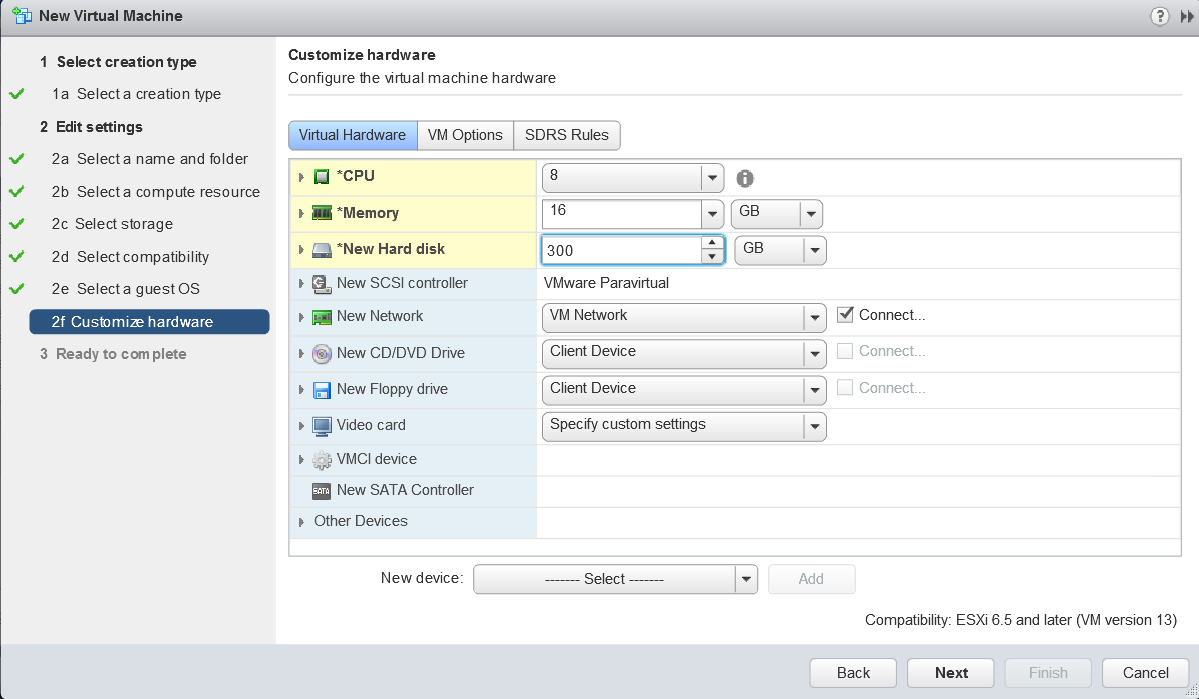 New Virtual Machine
?
1 Select creation type
1a Select a creation type
2 Edit settings
2a Select a name and folder
2b Select a compute resource
2c Select storage
2d Select compatibility
2e Select a guest OS
2f Customize hardware
3 Ready to complete
Customize hardware
Configure the virtual machine hardware
Virtual Hardware VM Options SDRS Rules
*CPU 8
*Memory 16 GB
*New Hard disk 300 GB
New SCSI controller VMware Paravirtual
New Network VM Network Connect...
New CD/DVD Drive Client Device Connect...
New Floppy drive Client Device Connect...
Video card Specify custom settings
VMCI device
SATA New SATA Controller
Other Devices
New device: ------- Select ------- Add
Compatibility: ESXi 6.5 and later (VM version 13)
Back Next Finish Cancel